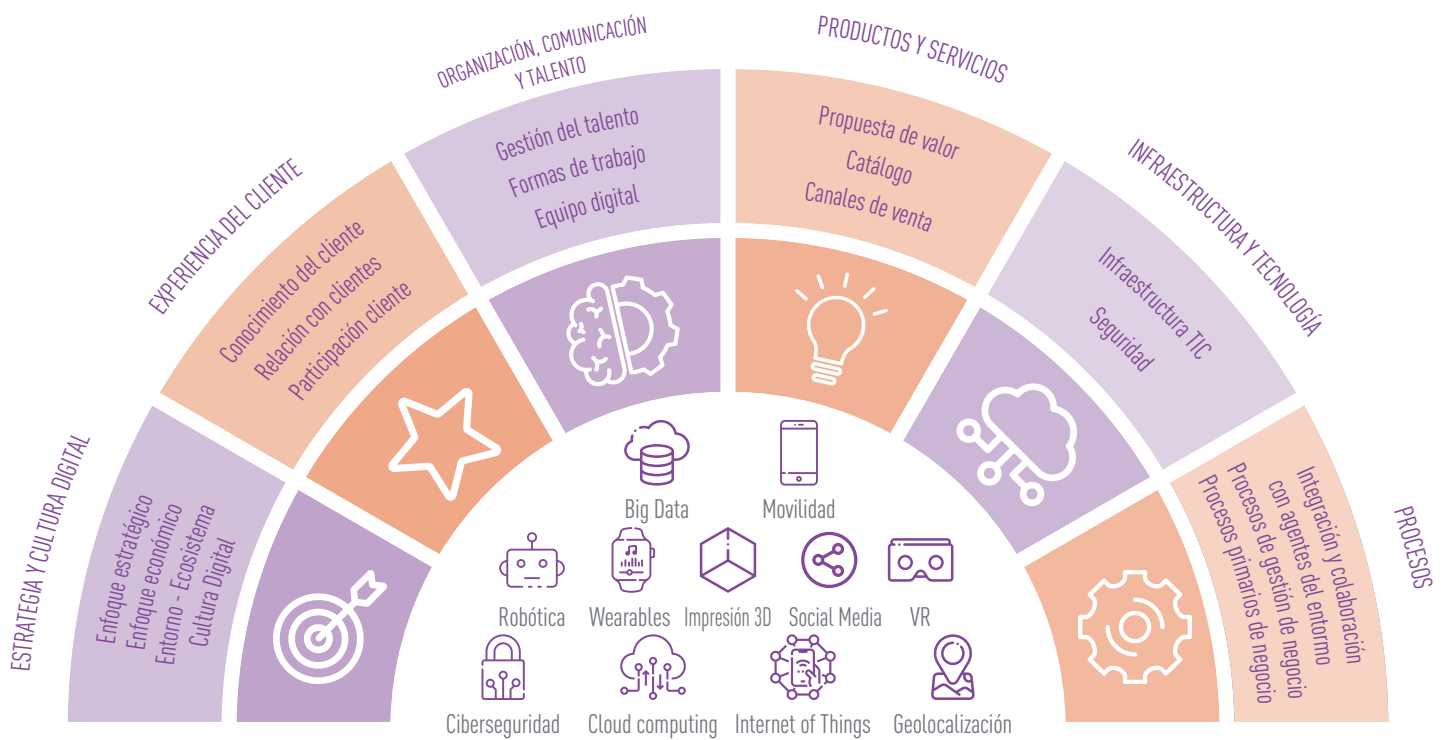 ESTRATEGIA Y CULTURA DIGITAL
Enfoque estratégico
Enfoque económico
Entorno - Ecosistema
Cultura Digital
EXPERIENCIA DEL CLIENTE
Conocimiento del cliente
Relación con clientes
Participación cliente
ORGANIZACIÓN, COMUNICACIÓN
Y TALENTO
Gestión del talento
Formas de trabajo
Equipo digital
PRODUCTOS Y SERVICIOS
Propuesta de valor
Catálogo
Canales de venta
INFRAESTRUCTURA Y TECNOLOGÍA
Infraestructura TIC
Seguridad
PROCESOS
Integración y colaboración
con agentes del entormo
Procesos de gestión de negocio
Procesos primarios de negocio
Big Data
Movilidad
Robótica
Wearables
Impresión 3D
Social Media
VR
Ciberseguridad
Cloud computing
Internet of Things
Geolocalización